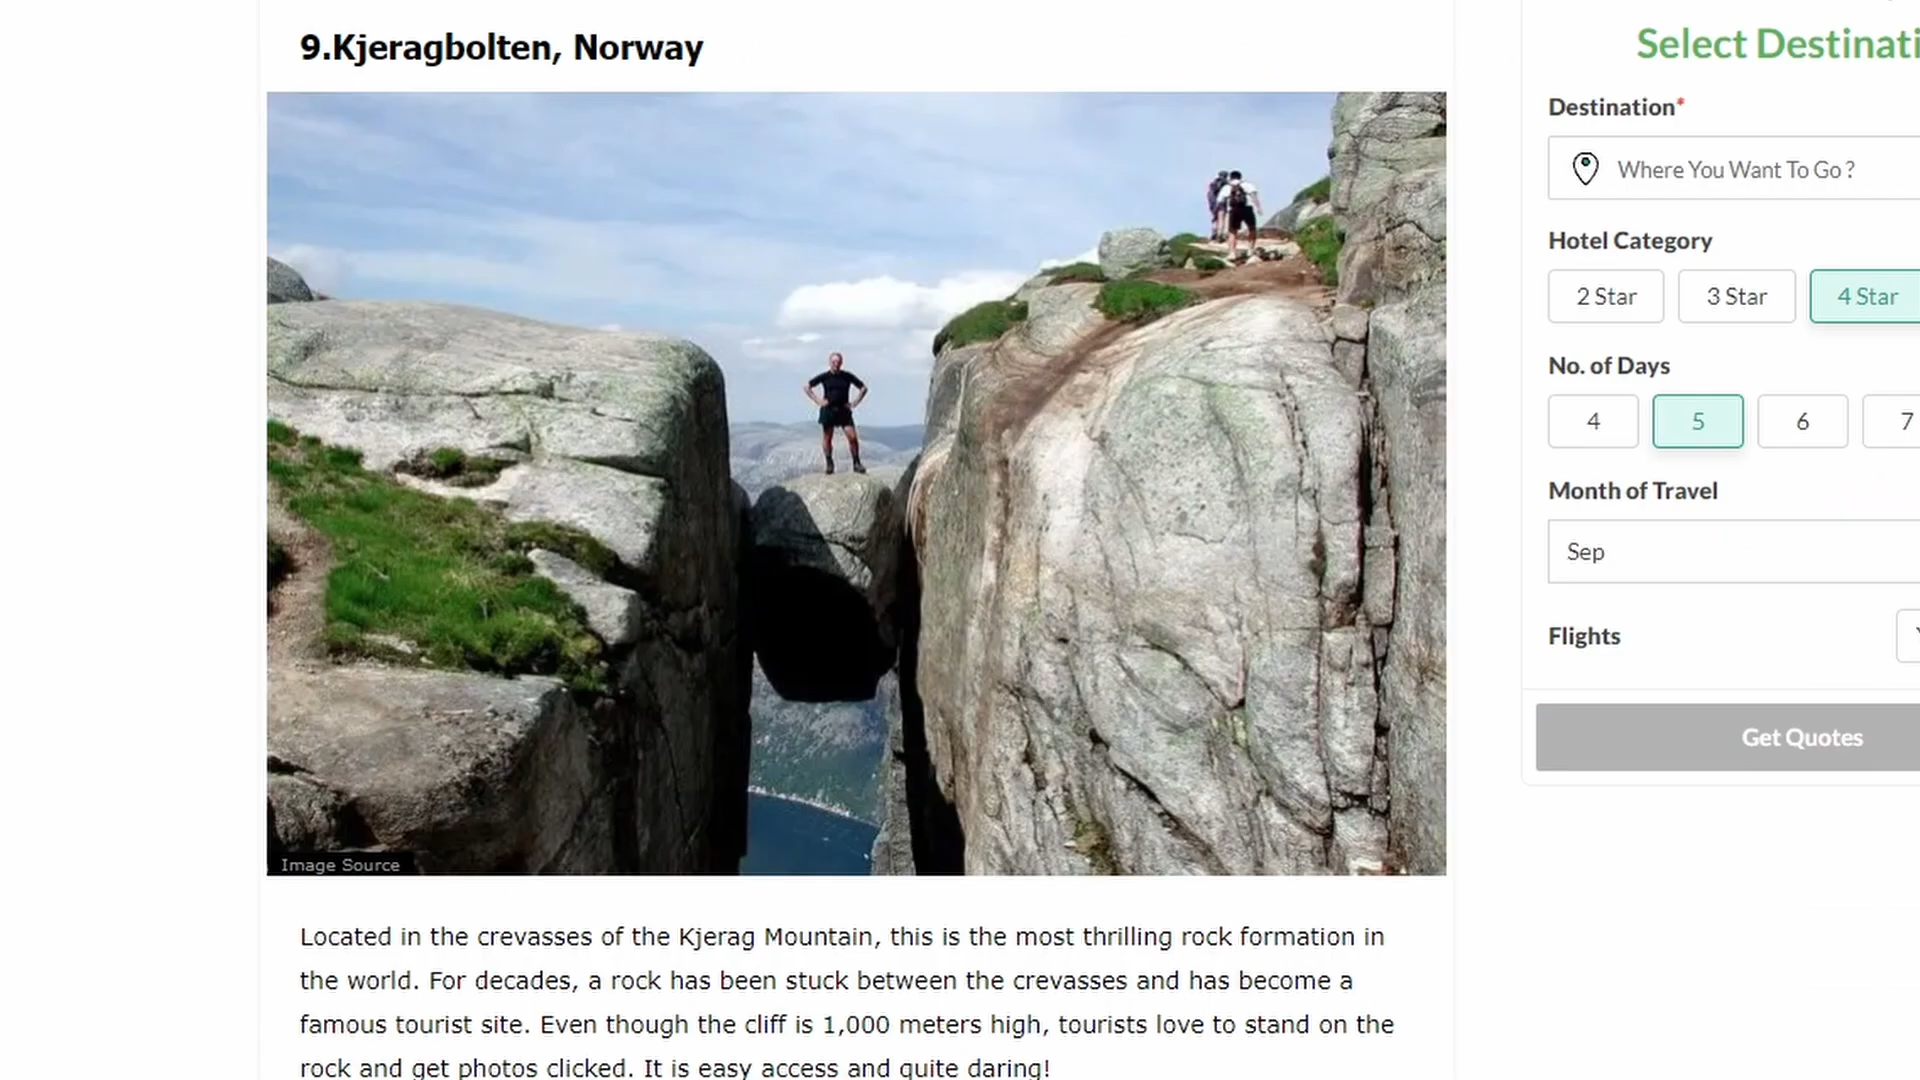 9.Kjeragbolten, Norway
Image Source
Located in the crevasses of the Kjerag Mountain, this is the most thrilling rock formation in
the world. For decades, a rock has been stuck between the crevasses and has become a
famous tourist site. Even though the cliff is 1,000 meters high, tourists love to stand on the
rock and get photos clicked. It is easy access and quite daring!
Select Destinati
Destination*
Where You Want To Go ?
Hotel Category
2 Star 3 Star 4 Star
No. of Days
4 5 6 7
Month of Travel
Sep
Flights
Get Quotes